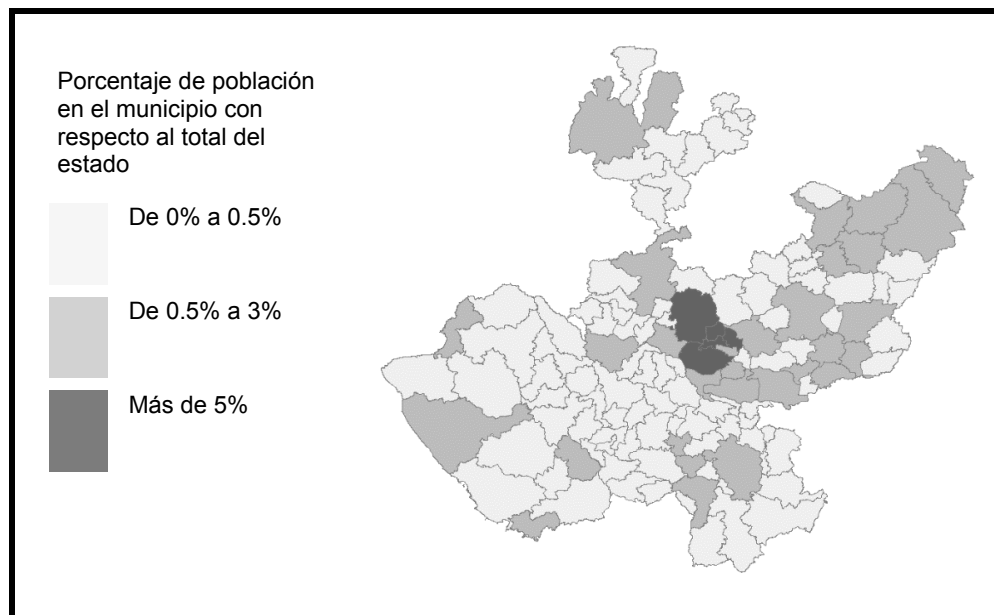 Porcentaje de población
en el municipio con
respecto al total del
estado
De 0% a 0.5%
De 0.5% a 3%
Más de 5%